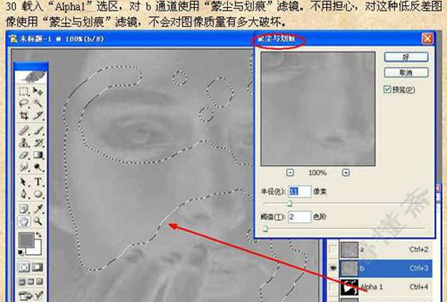 30 载入“Alpha1”选区，对 b 通道使用“蒙尘与划痕”滤镜。不用担心，对这种低反差图
像使用“蒙尘与划痕”滤镜，不会对图像质量有多大破坏。
未标题-1 @ 100%(b/8)
蒙尘与划痕
好
取消
预览(P)
100%
半径(R): 11 像素
阈值(T): 2 色阶
a Ctrl+2
b Ctrl+3
Alpha 1 Ctrl+4